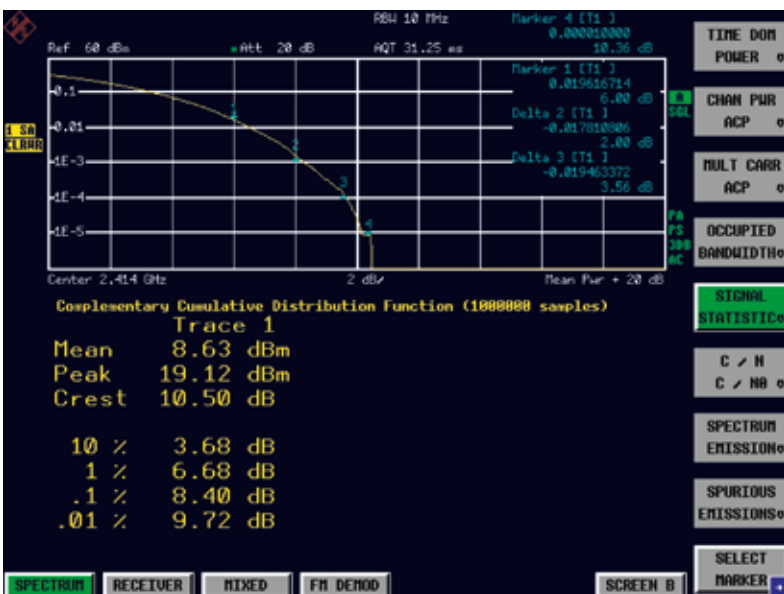 RBW 10 MHz
Marker 4 [T1 ]
0.000010000
Ref 60 dBm
Att 20 dB
AQT 31.25 ms
10.36 dB
Marker 1 [T1 ]
0.019616714
6.00 dB
Delta 2 [T1 ]
-0.017810806
2.00 dB
Delta 3 [T1 ]
-0.019463372
3.56 dB
0.1
0.01
1E-3
1E-4
1E-5
1
2
3
4
1 SA
CLRWR
A
SGL
PA
PS
3DB
AC
Center 2.414 GHz
2 dB/
Mean Pwr + 20 dB
Complementary Cumulative Distribution Function (1000000 samples)
Trace 1
Mean 8.63 dBm
Peak 19.12 dBm
Crest 10.50 dB
10 % 3.68 dB
1 % 6.68 dB
.1 % 8.40 dB
.01 % 9.72 dB
TIME DOM
POWER
CHAN PWR
ACP
MULT CARR
ACP
OCCUPIED
BANDWIDTH
SIGNAL
STATISTIC
C / N
C / N0
SPECTRUM
EMISSION
SPURIOUS
EMISSIONS
SELECT
MARKER
SPECTRUM
RECEIVER
MIXED
FM DEMOD
SCREEN B